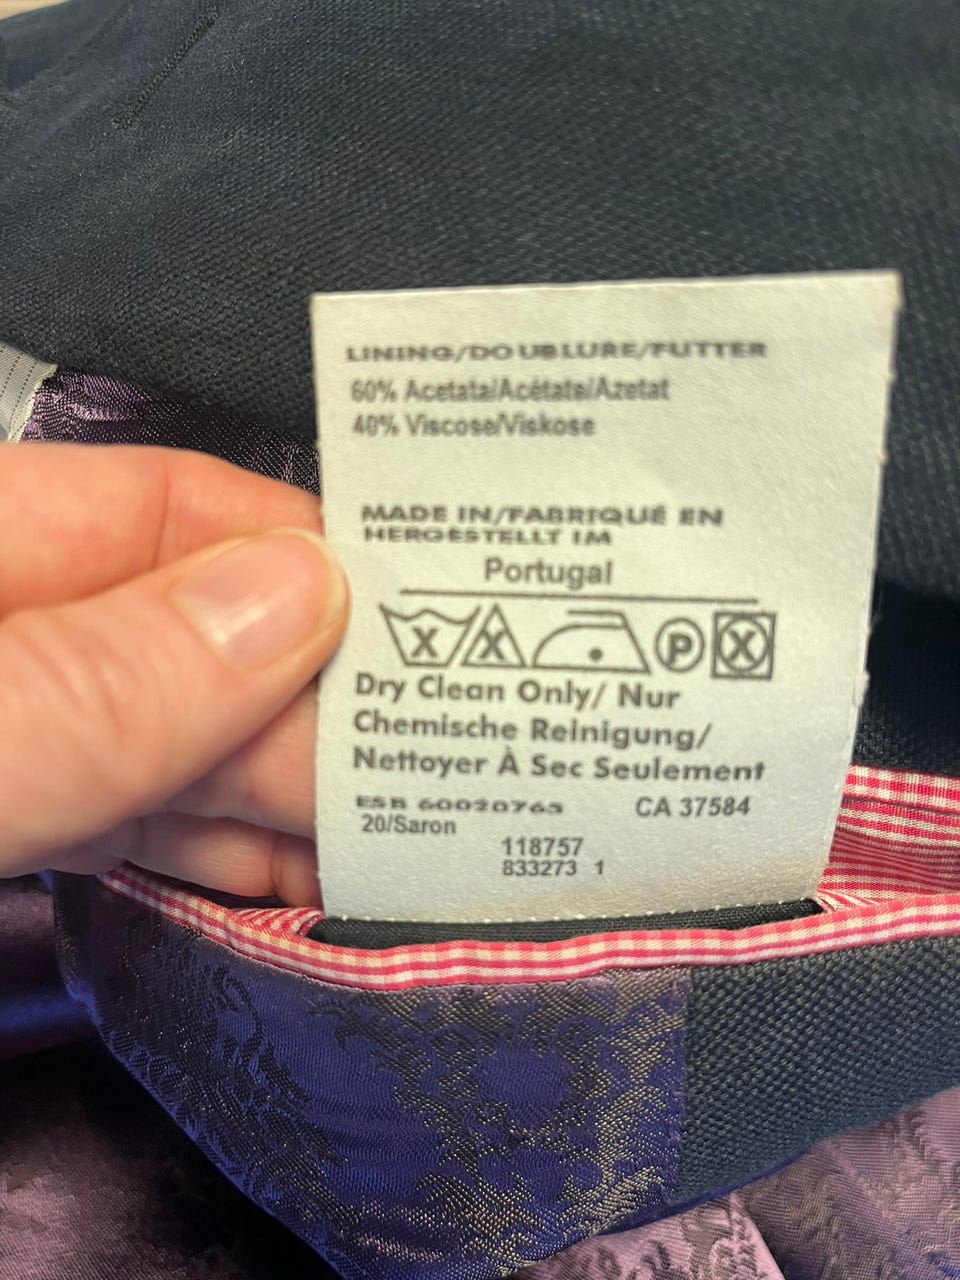 LINING/DOUBLURE/FUTTER
60% Acetate/Acétate/Azetat
40% Viscose/Viskose
MADE IN/FABRIQUÉ EN
HERGESTELLT IM
Portugal
X X P X
Dry Clean Only/ Nur
Chemische Reinigung/
Nettoyer À Sec Seulement
ESB 60020765 CA 37584
20/Saron
118757
833273 1